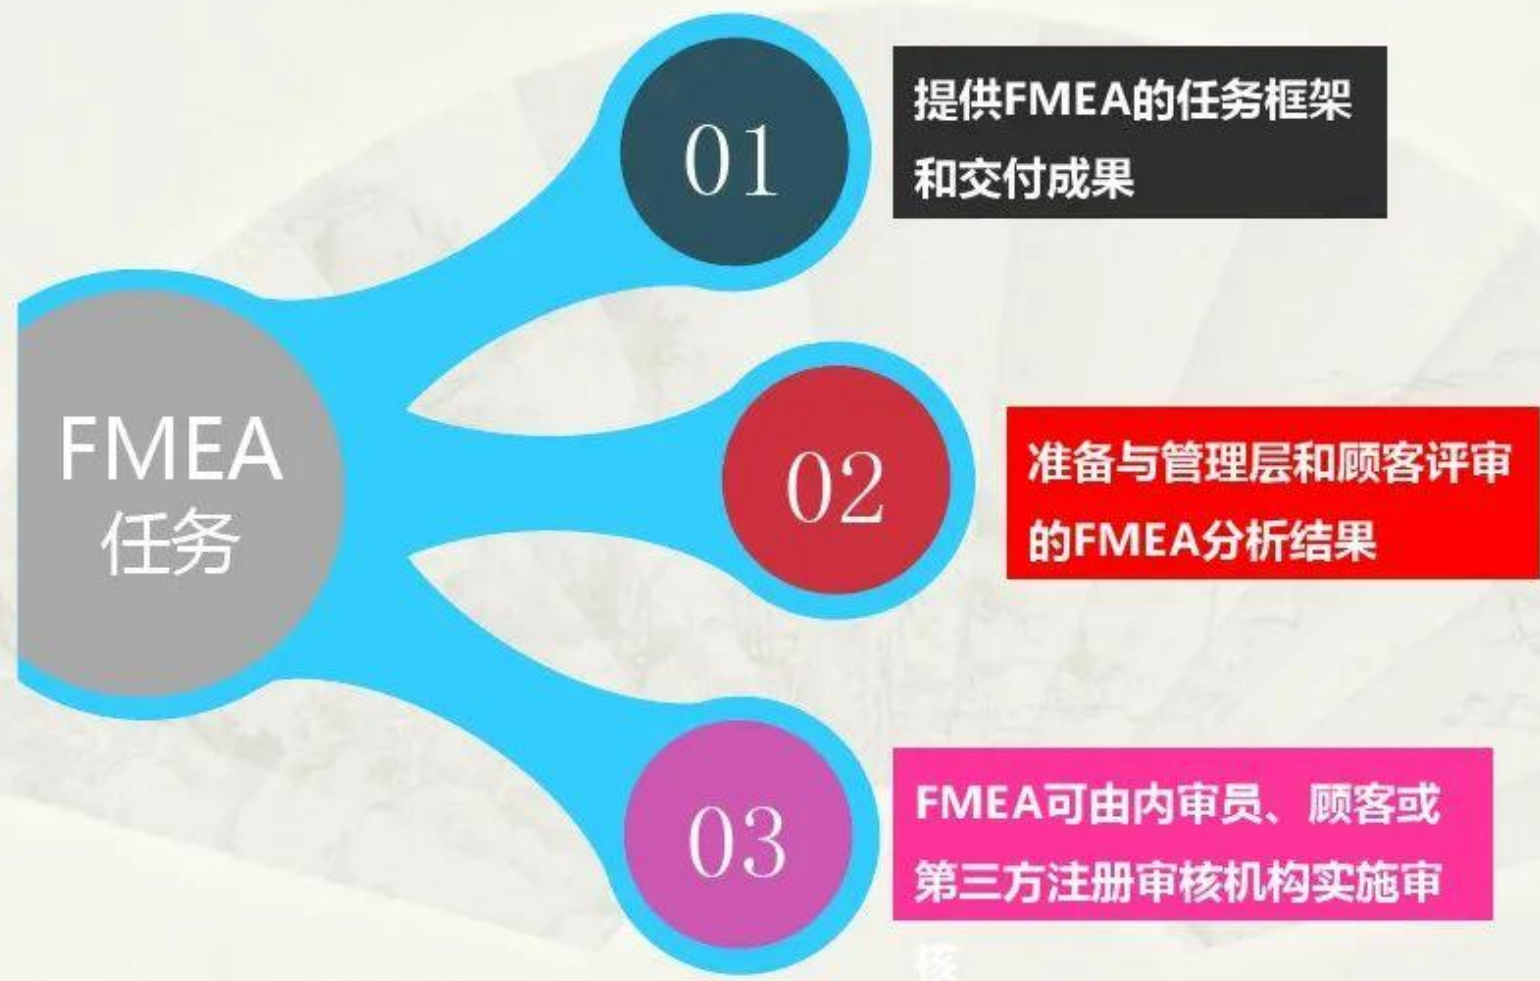 FMEA
任务
01
提供FMEA的任务框架
和交付成果
02
准备与管理层和顾客评审
的FMEA分析结果
03
FMEA可由内审员、顾客或
第三方注册审核机构实施审
核